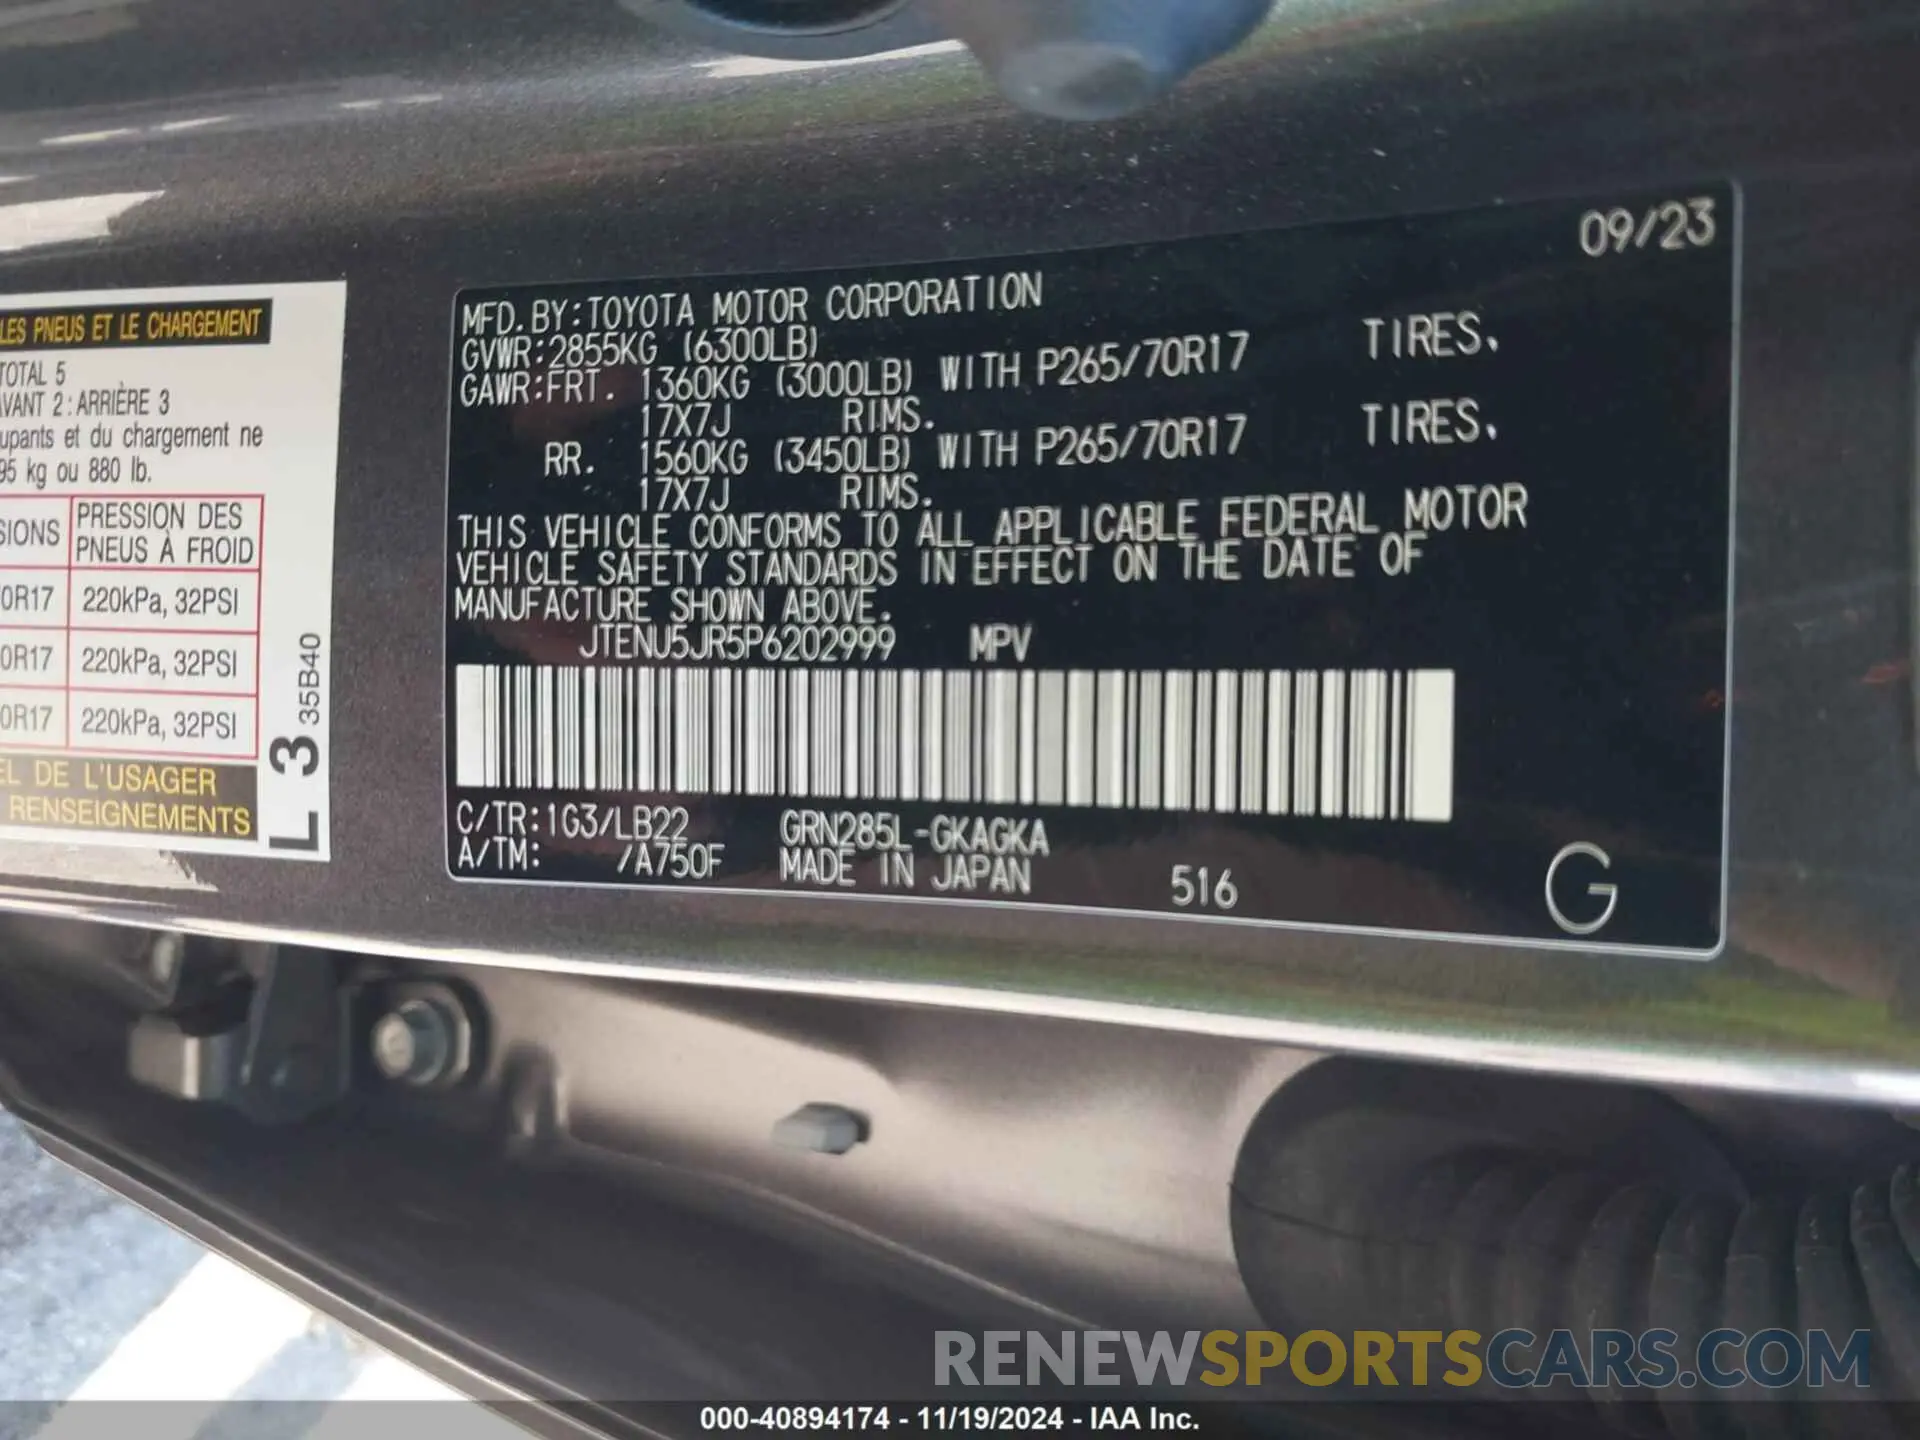 LES PNEUS ET LE CHARGEMENT
TOTAL 5
AVANT 2 : ARRIÈRE 3
upants et du chargement ne
95 kg ou 880 lb.
SIONS PRESSION DES
PNEUS À FROID
0R17 220kPa, 32PSI
0R17 220kPa, 32PSI
0R17 220kPa, 32PSI
EL DE L'USAGER
RENSEIGNEMENTS
L 3 35B40
09/23
MFD. BY: TOYOTA MOTOR CORPORATION
GVWR: 2855KG (6300LB)
GAWR: FRT. 1360KG (3000LB) WITH P265/70R17 TIRES,
17X7J RIMS.
RR. 1560KG (3450LB) WITH P265/70R17 TIRES,
17X7J RIMS.
THIS VEHICLE CONFORMS TO ALL APPLICABLE FEDERAL MOTOR
VEHICLE SAFETY STANDARDS IN EFFECT ON THE DATE OF
MANUFACTURE SHOWN ABOVE.
JTENU5JR5P6202999 MPV
C/TR: 1G3/LB22 GRN285L-GKAGKA
A/TM: /A750F MADE IN JAPAN
516
G
RENEWSPORTSCARS.COM
000-40894174 - 11/19/2024 - IAA Inc.